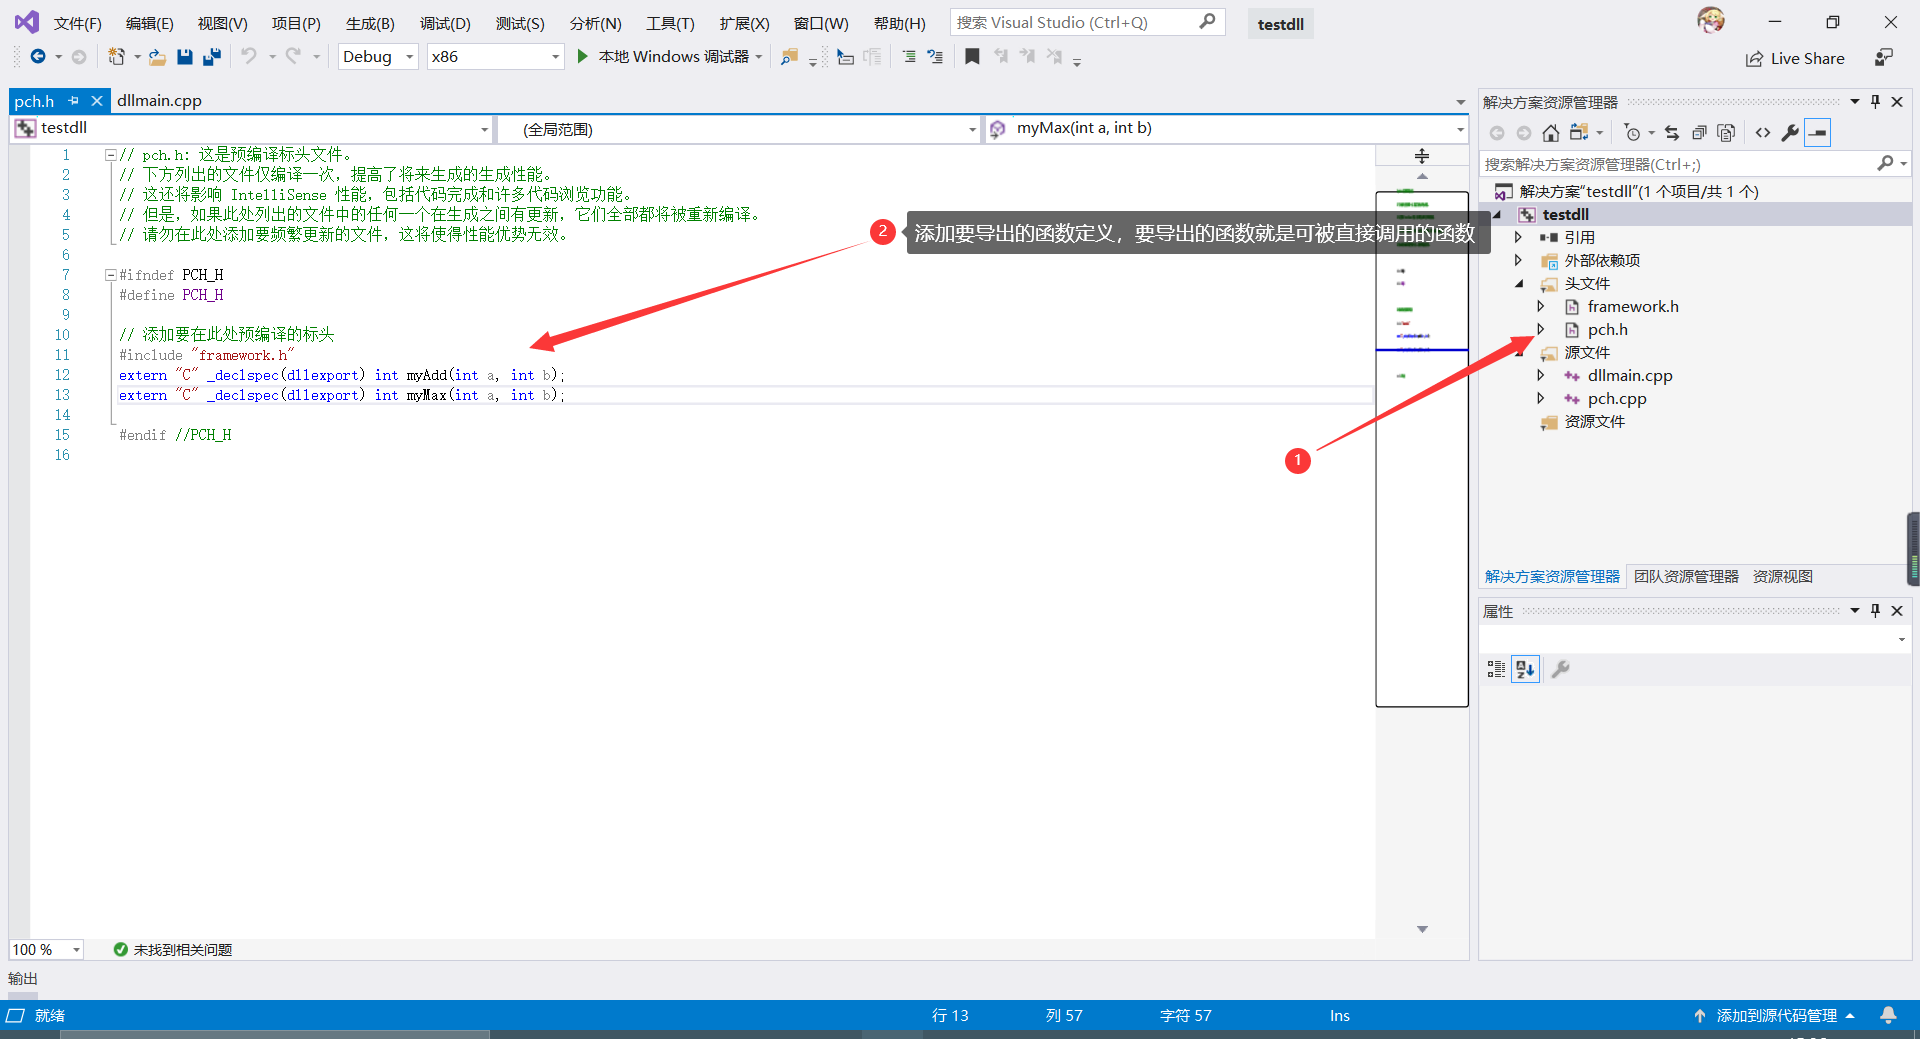 文件(F) 编辑(E) 视图(V) 项目(P) 生成(B) 调试(D) 测试(S) 分析(N) 工具(T) 扩展(X) 窗口(W) 帮助(H) 搜索 Visual Studio (Ctrl+Q) testdll
Debug x86 本地 Windows 调试器 Live Share
pch.h dllmain.cpp
testdll (全局范围) myMax(int a, int b)
1 // pch.h: 这是预编译标头文件。
2 // 下方列出的文件仅编译一次，提高了将来生成的生成性能。
3 // 这还将影响 IntelliSense 性能，包括代码完成和许多代码浏览功能。
4 // 但是，如果此处列出的文件中的任何一个在生成之间有更新，它们全部都将被重新编译。
5 // 请勿在此处添加要频繁更新的文件，这将使得性能优势无效。
6
7 #ifndef PCH_H
8 #define PCH_H
9
10 // 添加要在此处预编译的标头
11 #include "framework.h"
12 extern "C" _declspec(dllexport) int myAdd(int a, int b);
13 extern "C" _declspec(dllexport) int myMax(int a, int b);
14
15 #endif //PCH_H
16
2 添加要导出的函数定义，要导出的函数就是可被直接调用的函数
1
100 % 未找到相关问题
解决方案资源管理器
搜索解决方案资源管理器(Ctrl+;)
解决方案"testdll"(1 个项目/共 1 个)
testdll
引用
外部依赖项
头文件
framework.h
pch.h
源文件
dllmain.cpp
pch.cpp
资源文件
解决方案资源管理器 团队资源管理器 资源视图
属性
输出
就绪 行 13 列 57 字符 57 Ins 添加到源代码管理